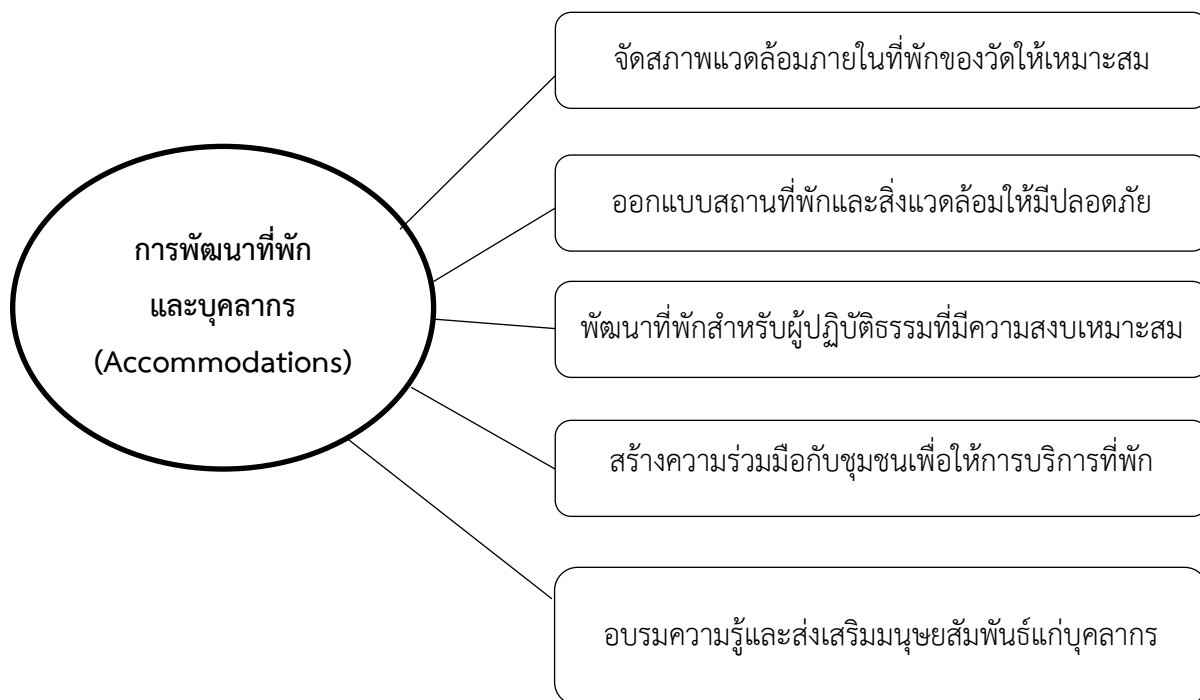 จัดสภาพแวดล้อมภายในที่พักของวัดให้เหมาะสม
ออกแบบสถานที่พักและสิ่งแวดล้อมให้มีปลอดภัย
การพัฒนาที่พัก
และบุคลากร
(Accommodations)
พัฒนาที่พักสำหรับผู้ปฏิบัติธรรมที่มีความสงบเหมาะสม
สร้างความร่วมมือกับชุมชนเพื่อให้การบริการที่พัก
อบรมความรู้และส่งเสริมมนุษยสัมพันธ์แก่บุคลากร